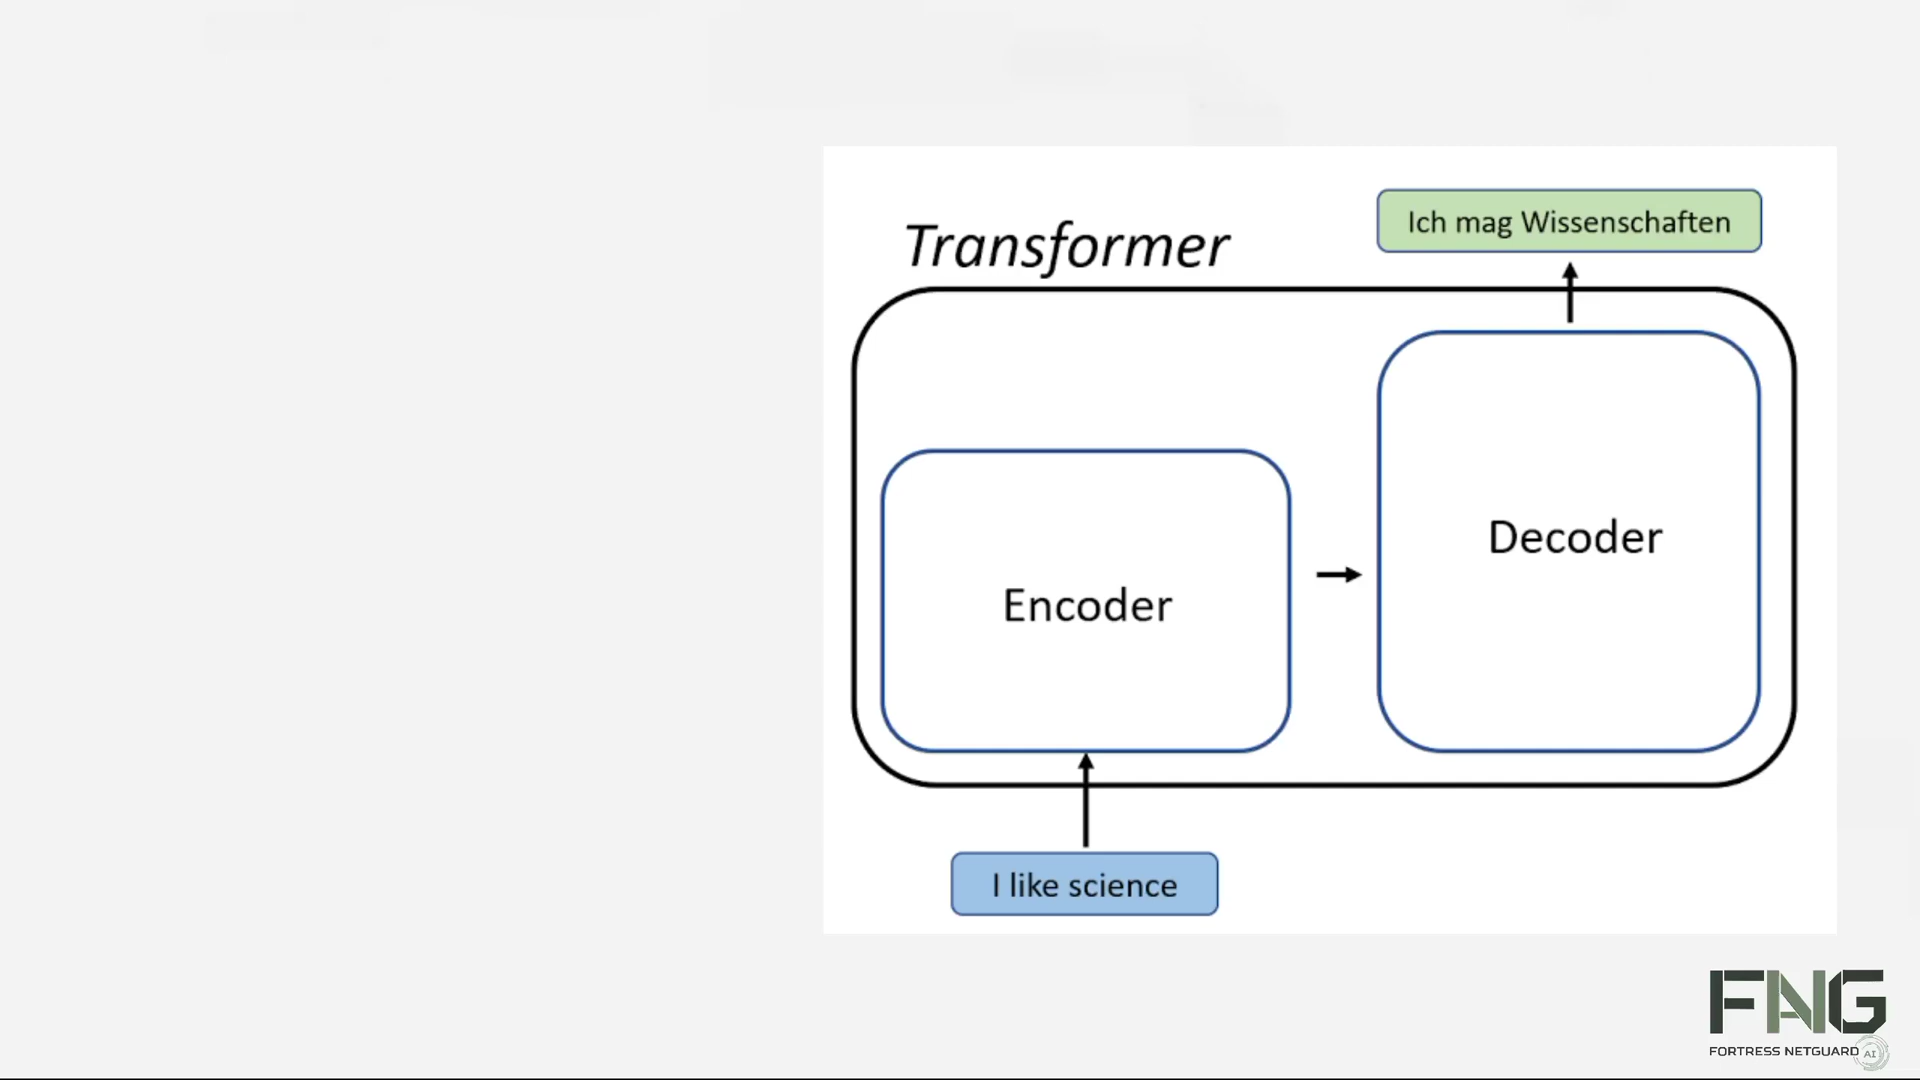 Transformer
Ich mag Wissenschaften
Encoder
Decoder
I like science
FNG
FORTRESS NETGUARD
AI